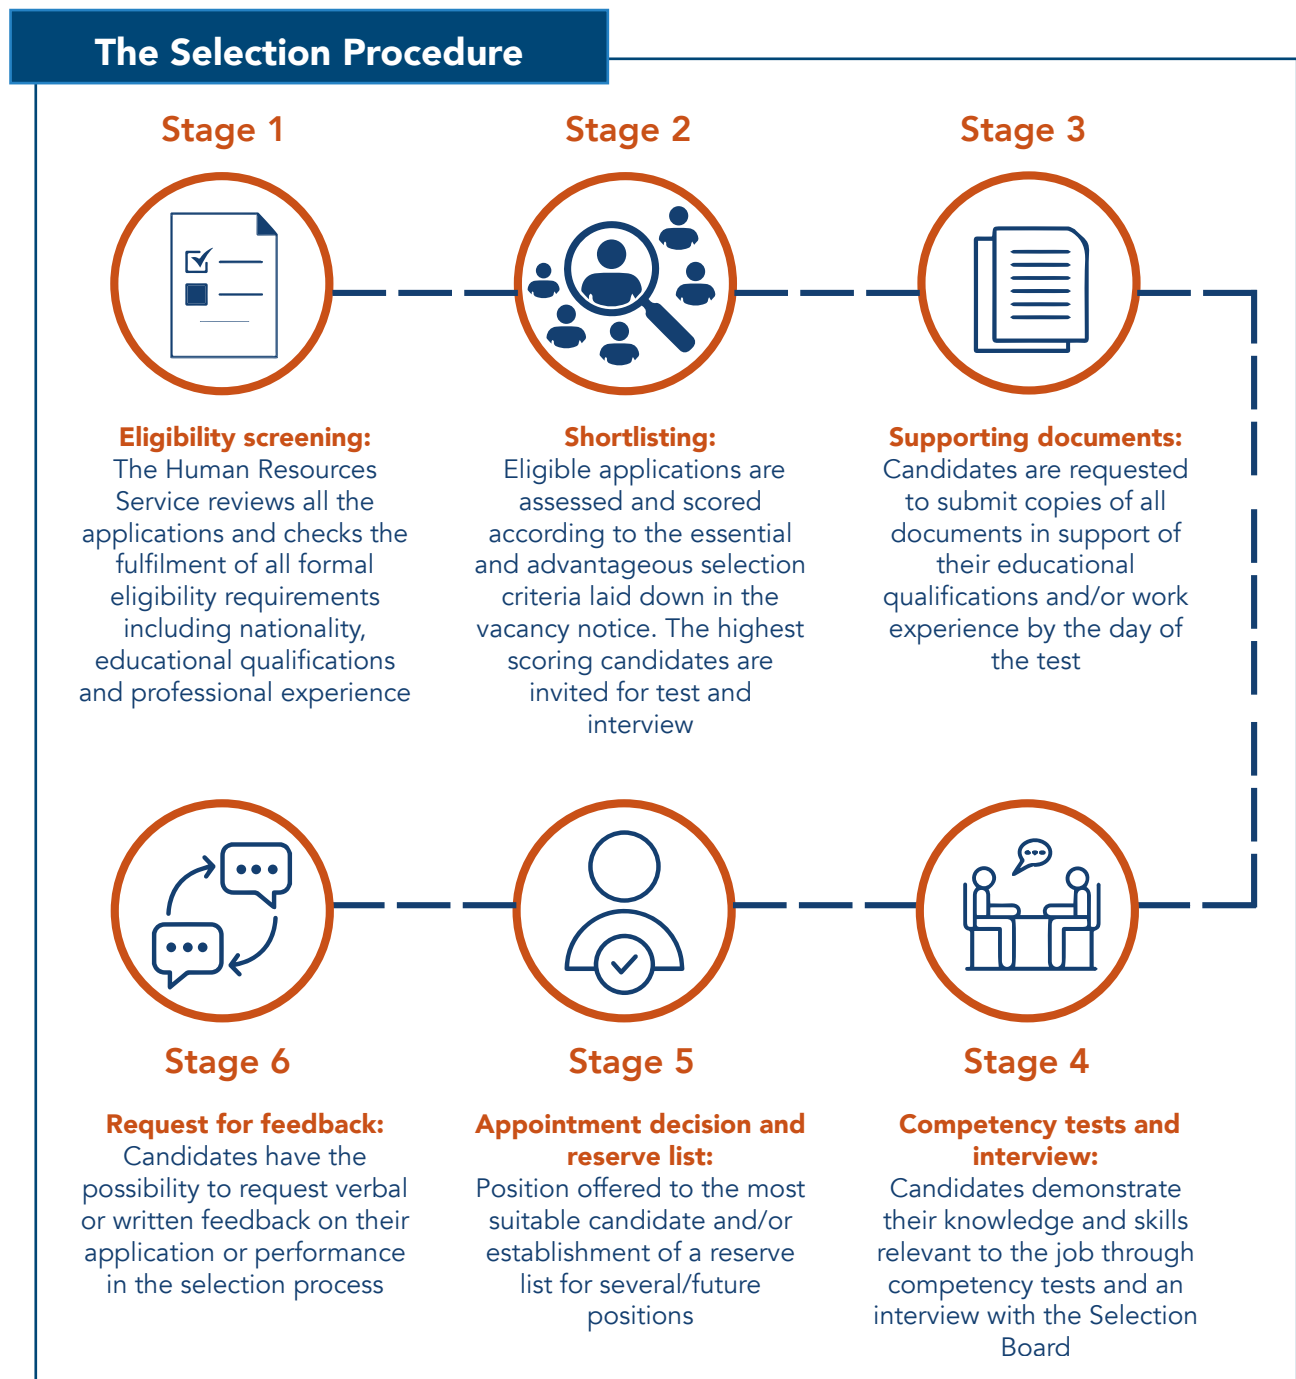 The Selection Procedure
Stage 1
Stage 2
Stage 3
Eligibility screening:
The Human Resources
Service reviews all the
applications and checks the
fulfilment of all formal
eligibility requirements
including nationality,
educational qualifications
and professional experience
Shortlisting:
Eligible applications are
assessed and scored
according to the essential
and advantageous selection
criteria laid down in the
vacancy notice. The highest
scoring candidates are
invited for test and
interview
Supporting documents:
Candidates are requested
to submit copies of all
documents in support of
their educational
qualifications and/or work
experience by the day of
the test
Stage 4
Competency tests and
interview:
Candidates demonstrate
their knowledge and skills
relevant to the job through
competency tests and an
interview with the Selection
Board
Stage 5
Appointment decision and
reserve list:
Position offered to the most
suitable candidate and/or
establishment of a reserve
list for several/future
positions
Stage 6
Request for feedback:
Candidates have the
possibility to request verbal
or written feedback on their
application or performance
in the selection process